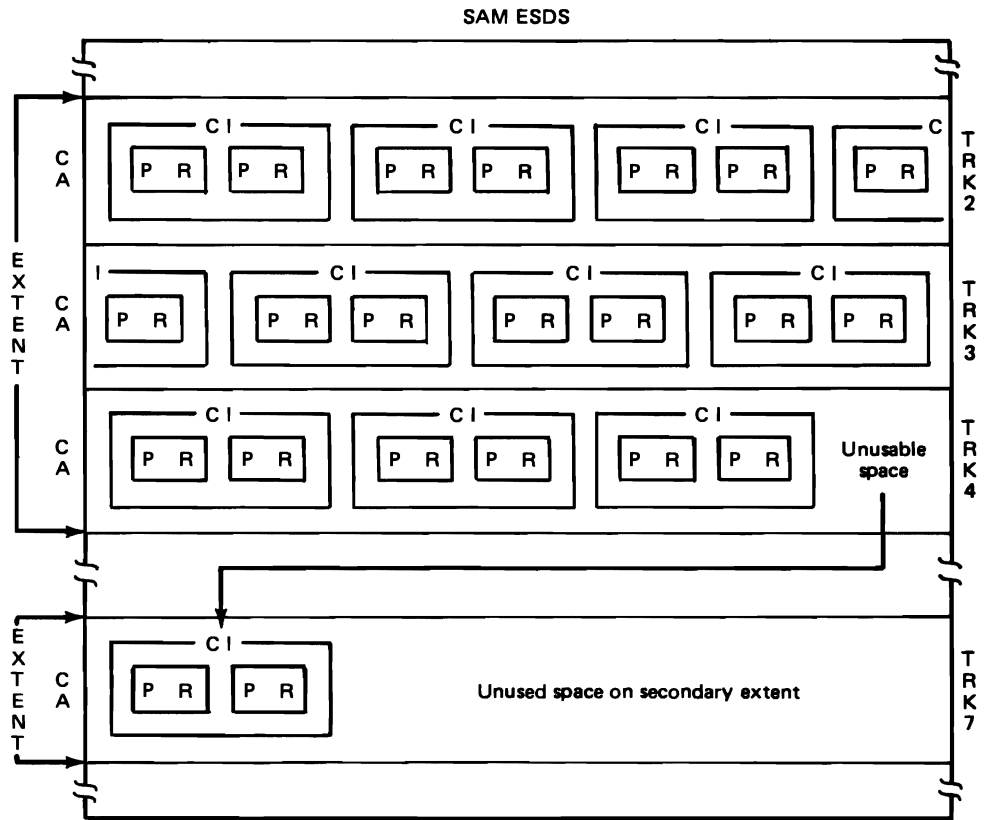 SAM ESDS
EXTENT
CA
CI CI CI C
P R P R P R P R P R P R P R
TRK2
CA
I CI CI CI
P R P R P R P R P R P R P R
TRK3
CA
CI CI CI
P R P R P R P R P R P R
Unusable
space
TRK4
EXTENT
CA
CI
P R P R
Unused space on secondary extent
TRK7